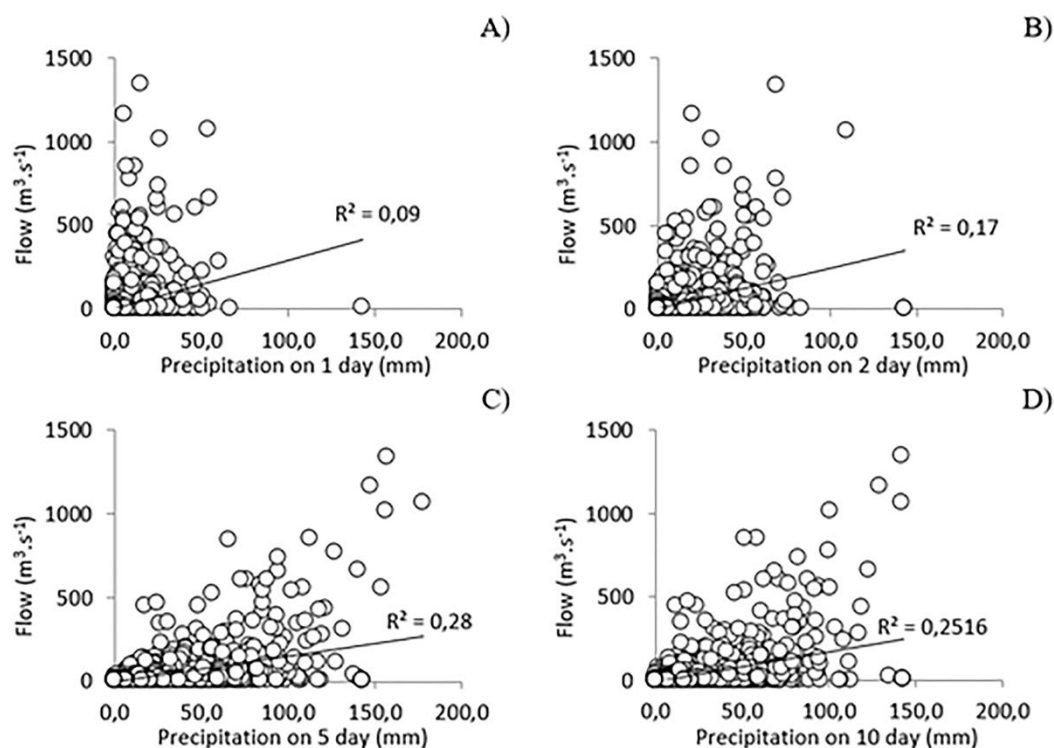 A)
1500
1000
500
0
Flow (m³.s⁻¹)
R² = 0,09
0,0 50,0 100,0 150,0 200,0
Precipitation on 1 day (mm)
B)
1500
1000
500
0
Flow (m³.s⁻¹)
R² = 0,17
0,0 50,0 100,0 150,0 200,0
Precipitation on 2 day (mm)
C)
1500
1000
500
0
Flow (m³.s⁻¹)
R² = 0,28
0,0 50,0 100,0 150,0 200,0
Precipitation on 5 day (mm)
D)
1500
1000
500
0
Flow (m³.s⁻¹)
R² = 0,2516
0,0 50,0 100,0 150,0 200,0
Precipitation on 10 day (mm)